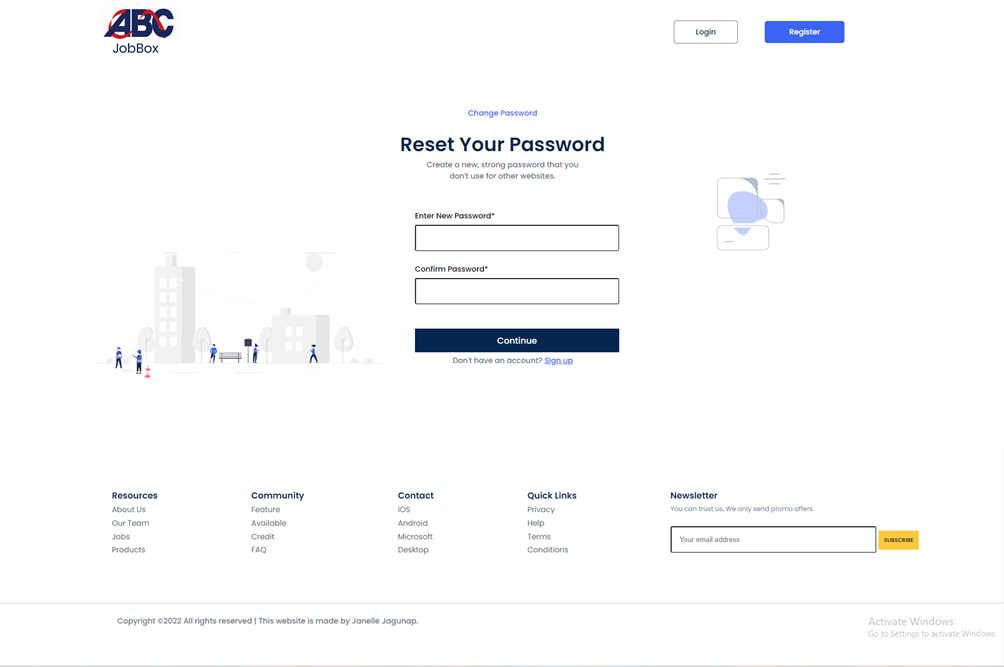 ABC
JobBox
Login
Register
Change Password
Reset Your Password
Create a new, strong password that you
don't use for other websites.
Enter New Password*
Confirm Password*
Continue
Don't have an account? Sign up
Resources
About Us
Our Team
Jobs
Products
Community
Feature
Available
Credit
FAQ
Contact
iOS
Android
Microsoft
Desktop
Quick Links
Privacy
Help
Terms
Conditions
Newsletter
You can trust us, We only send promo offers.
Your email address
SUBSCRIBE
Copyright ©2022 All rights reserved | This website is made by Janelle Jagunap.
Activate Windows
Go to Settings to activate Windows.